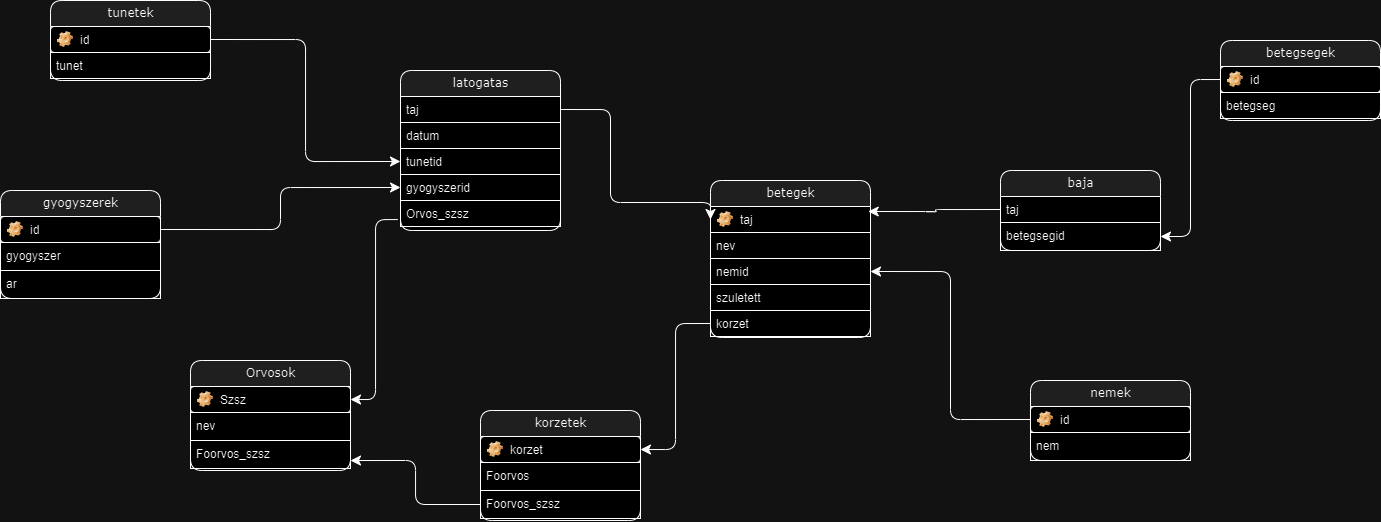 tunetek
id
tunet
gyogyszerek
id
gyogyszer
ar
latogatas
taj
datum
tunetid
gyogyszerid
Orvos_szsz
Orvosok
Szsz
nev
Foorvos_szsz
korzetek
korzet
Foorvos
Foorvos_szsz
betegek
taj
nev
nemid
szuletett
korzet
baja
taj
betegsegid
betegsegek
id
betegseg
nemek
id
nem